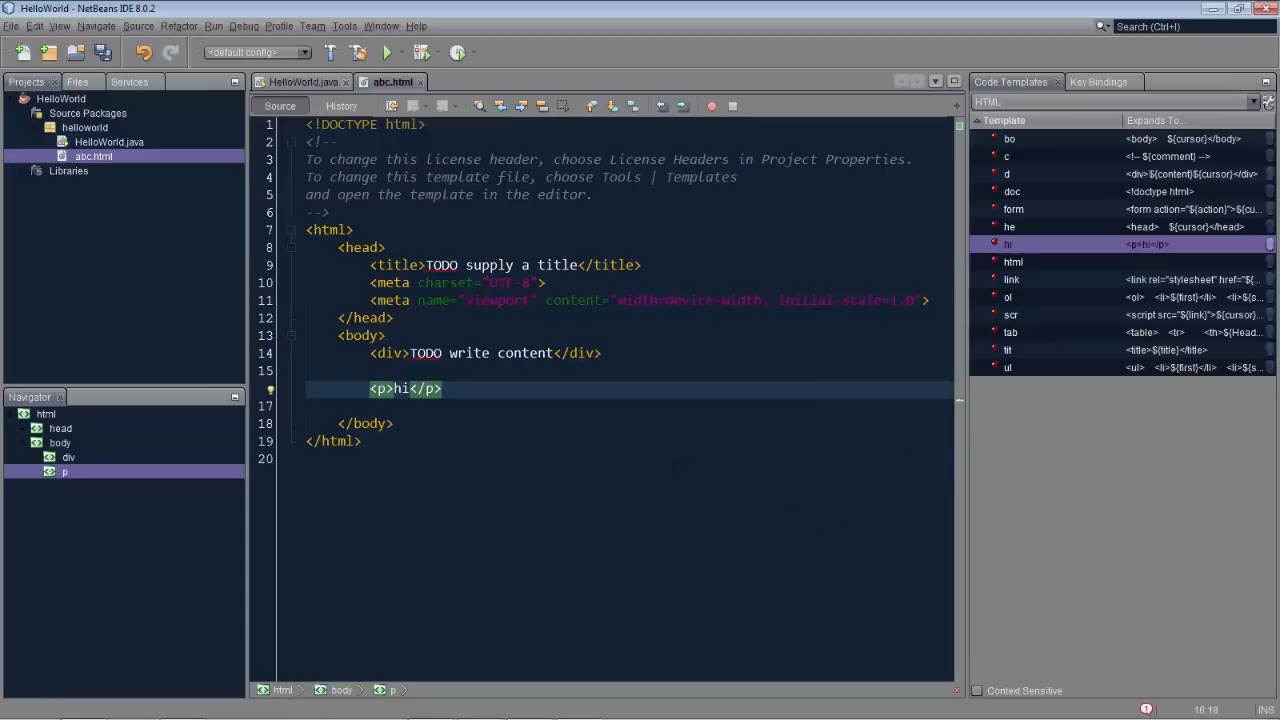 HelloWorld - NetBeans IDE 8.0.2
File Edit View Navigate Source Refactor Run Debug Profile Team Tools Window Help
Search (Ctrl+I)
<default config>
Projects Files Services
HelloWorld
Source Packages
helloworld
HelloWorld.java
abc.html
Libraries
Navigator
html
head
body
div
p
HelloWorld.java abc.html
Source History
1 <!DOCTYPE html>
2 <!--
3 To change this license header, choose License Headers in Project Properties.
4 To change this template file, choose Tools | Templates
5 and open the template in the editor.
6 -->
7 <html>
8 <head>
9 <title>TODO supply a title</title>
10 <meta charset="UTF-8">
11 <meta name="viewport" content="width=device-width, initial-scale=1.0">
12 </head>
13 <body>
14 <div>TODO write content</div>
15
<p>hi</p>
17
18 </body>
19 </html>
20
html body p
Code Templates Key Bindings
HTML
Template Expands To...
bo <body> ${cursor}</body>
c <!-- ${comment} -->
d <div>${content}${cursor}</div>
doc <!doctype html>
form <form action="${action}">${cu...
he <head> ${cursor}</head>
hi <p>hi</p>
html
link <link rel="stylesheet" href="${...
ol <ol> <li>${first}</li> <li>${s...
scr <script src="${link}">${cursor}...
tab <table> <tr> <th>${Head...
tit <title>${title}</title>
ul <ul> <li>${first}</li> <li>${s...
Context Sensitive
1 16:18 INS